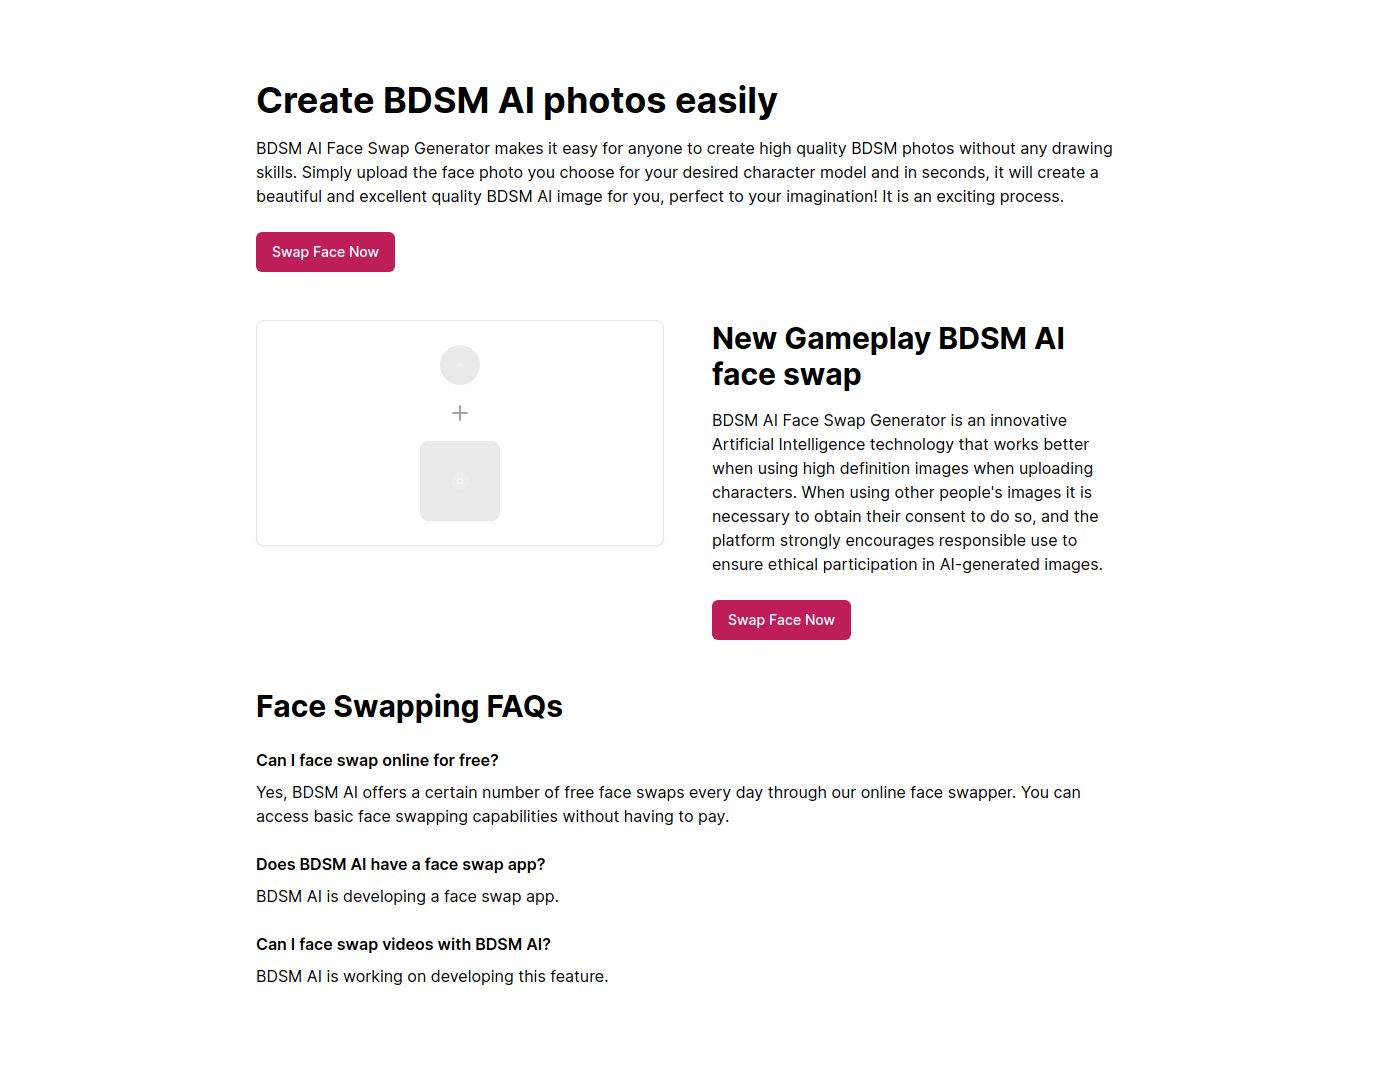 Create BDSM AI photos easily
BDSM AI Face Swap Generator makes it easy for anyone to create high quality BDSM photos without any drawing
skills. Simply upload the face photo you choose for your desired character model and in seconds, it will create a
beautiful and excellent quality BDSM AI image for you, perfect to your imagination! It is an exciting process.
Swap Face Now
New Gameplay BDSM AI
face swap
BDSM AI Face Swap Generator is an innovative
Artificial Intelligence technology that works better
when using high definition images when uploading
characters. When using other people's images it is
necessary to obtain their consent to do so, and the
platform strongly encourages responsible use to
ensure ethical participation in AI-generated images.
Swap Face Now
Face Swapping FAQs
Can I face swap online for free?
Yes, BDSM AI offers a certain number of free face swaps every day through our online face swapper. You can
access basic face swapping capabilities without having to pay.
Does BDSM AI have a face swap app?
BDSM AI is developing a face swap app.
Can I face swap videos with BDSM AI?
BDSM AI is working on developing this feature.